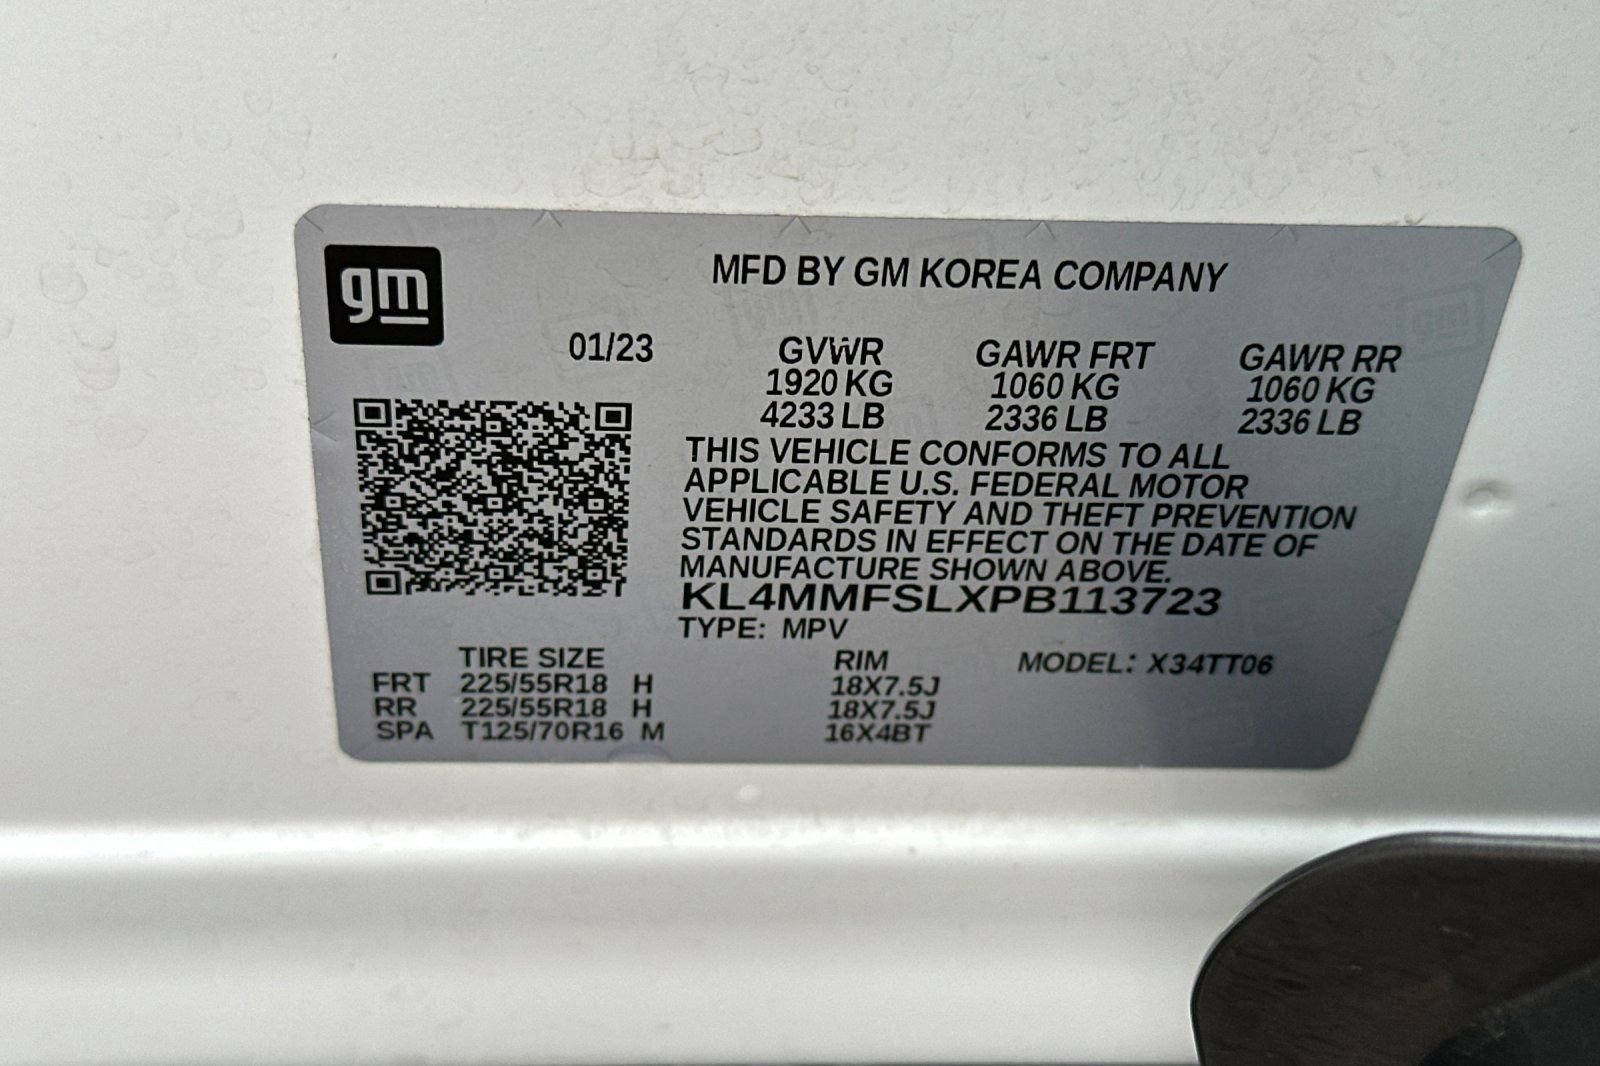 gm
MFD BY GM KOREA COMPANY
01/23 GVWR GAWR FRT GAWR RR
1920 KG 1060 KG 1060 KG
4233 LB 2336 LB 2336 LB
THIS VEHICLE CONFORMS TO ALL
APPLICABLE U.S. FEDERAL MOTOR
VEHICLE SAFETY AND THEFT PREVENTION
STANDARDS IN EFFECT ON THE DATE OF
MANUFACTURE SHOWN ABOVE.
KL4MMFSLXPB113723
TYPE: MPV
TIRE SIZE RIM MODEL: X34TT06
FRT 225/55R18 H 18X7.5J
RR 225/55R18 H 18X7.5J
SPA T125/70R16 M 16X4BT